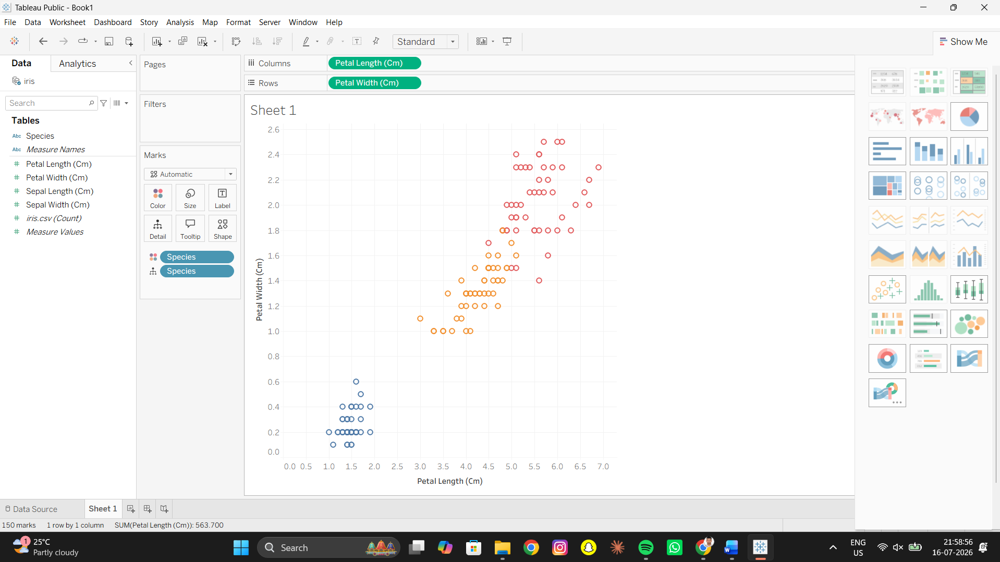 Tableau Public - Book1
File Data Worksheet Dashboard Story Analysis Map Format Server Window Help
Standard
Show Me
Data Analytics
iris
Search
Tables
Abc Species
Abc Measure Names
# Petal Length (Cm)
# Petal Width (Cm)
# Sepal Length (Cm)
# Sepal Width (Cm)
# iris.csv (Count)
# Measure Values
Pages
Filters
Marks
Automatic
Color Size Label
Detail Tooltip Shape
Species
Species
Columns Petal Length (Cm)
Rows Petal Width (Cm)
Sheet 1
2.6
2.4
2.2
2.0
1.8
1.6
1.4
1.2
1.0
0.8
0.6
0.4
0.2
0.0
Petal Width (Cm)
0.0 0.5 1.0 1.5 2.0 2.5 3.0 3.5 4.0 4.5 5.0 5.5 6.0 6.5 7.0
Petal Length (Cm)
Data Source Sheet 1
150 marks 1 row by 1 column SUM(Petal Length (Cm)): 563.700
1
25°C
Partly cloudy
Search
ENG
US
21:58:56
16-07-2026